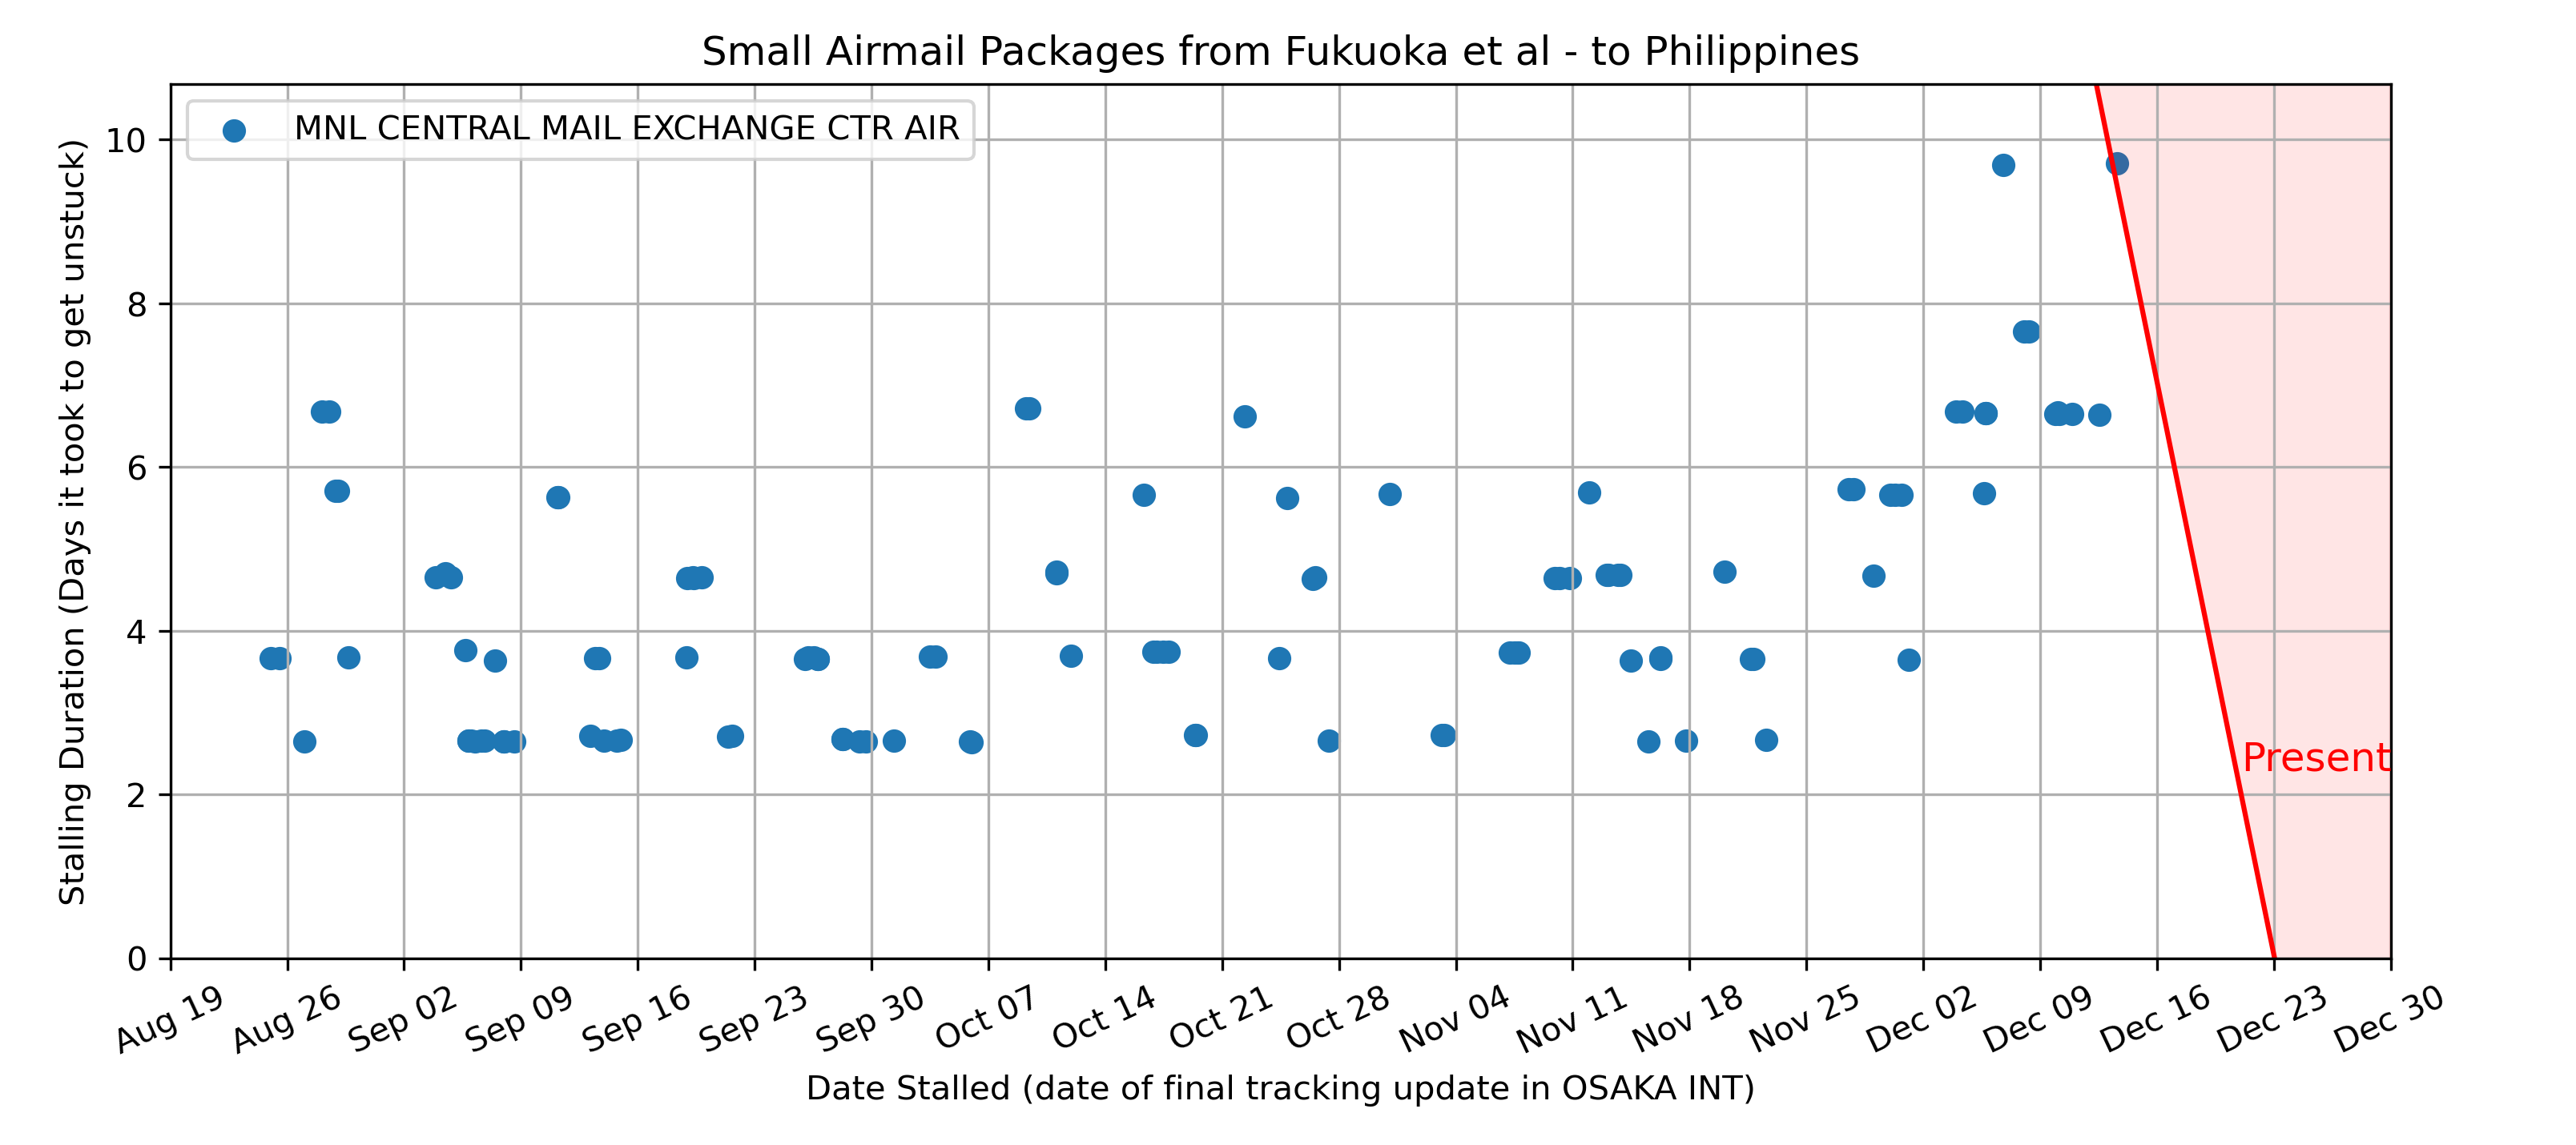 Small Airmail Packages from Fukuoka et al - to Philippines
MNL CENTRAL MAIL EXCHANGE CTR AIR
Stalling Duration (Days it took to get unstuck)
10
8
6
4
2
0
Present
Aug 19
Aug 26
Sep 02
Sep 09
Sep 16
Sep 23
Sep 30
Oct 07
Oct 14
Oct 21
Oct 28
Nov 04
Nov 11
Nov 18
Nov 25
Dec 02
Dec 09
Dec 16
Dec 23
Dec 30
Date Stalled (date of final tracking update in OSAKA INT)